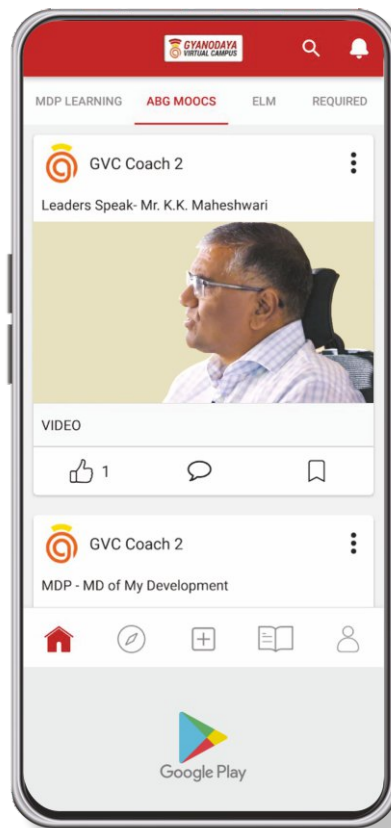 GYANODAYA
VIRTUAL CAMPUS
MDP LEARNING ABG MOOCS ELM REQUIRED
GVC Coach 2
Leaders Speak- Mr. K.K. Maheshwari
VIDEO
1
GVC Coach 2
MDP - MD of My Development
Google Play